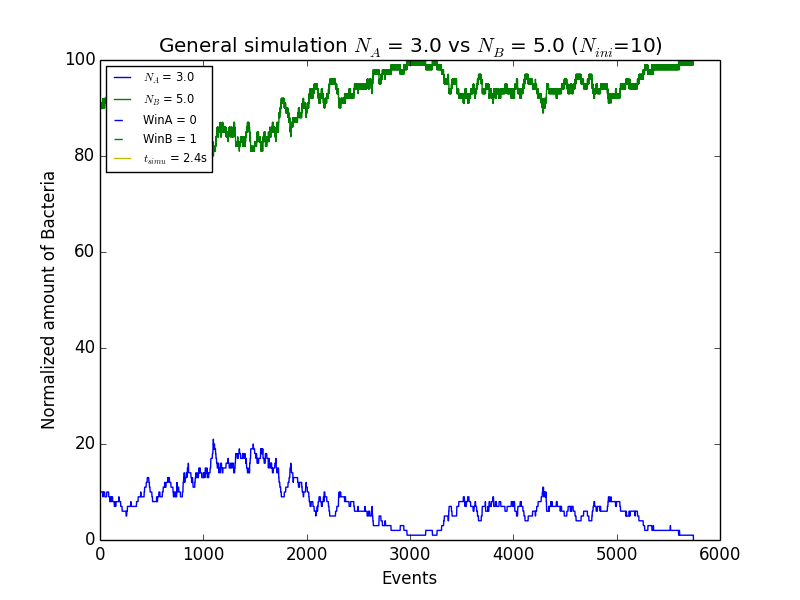 General simulation N_A = 3.0 vs N_B = 5.0 (N_ini=10)
Normalized amount of Bacteria
100
80
60
40
20
0
N_A = 3.0
N_B = 5.0
WinA = 0
WinB = 1
t_simu = 2.4s
0 1000 2000 3000 4000 5000 6000
Events